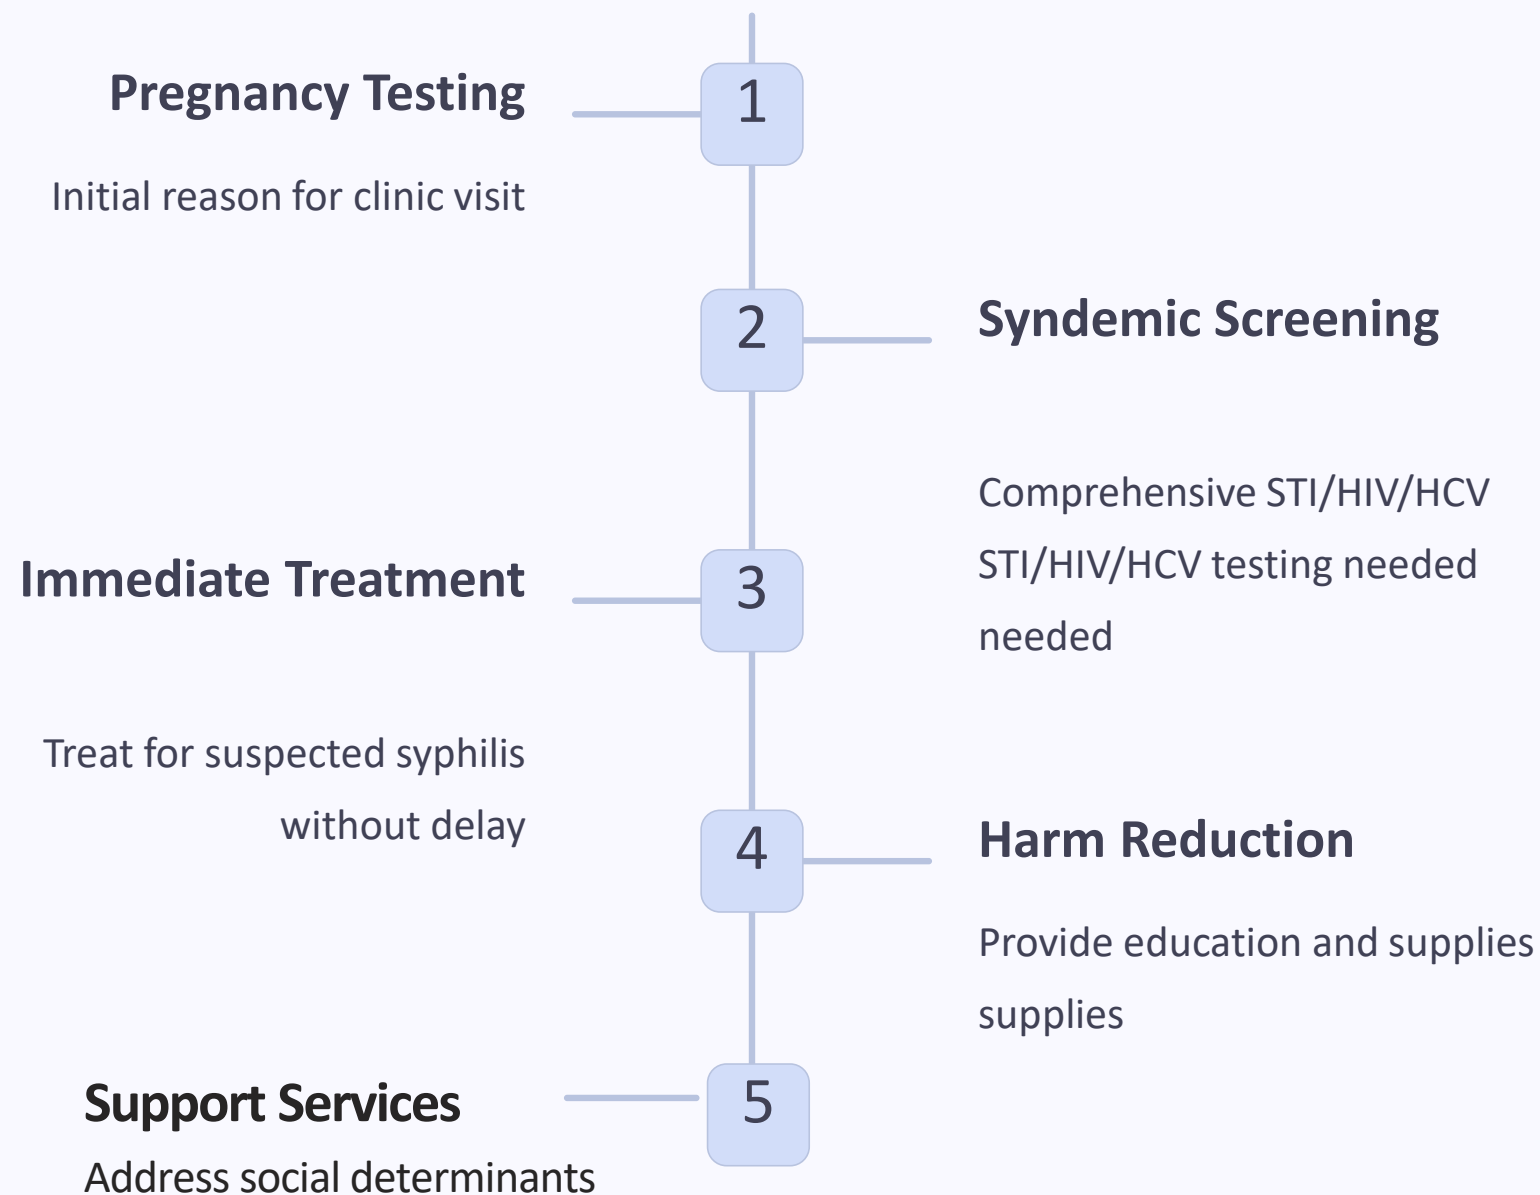 Pregnancy Testing
Initial reason for clinic visit
1
2
Syndemic Screening
Comprehensive STI/HIV/HCV
STI/HIV/HCV testing needed
needed
Immediate Treatment
Treat for suspected syphilis
without delay
3
4
Harm Reduction
Provide education and supplies
supplies
Support Services
Address social determinants
5